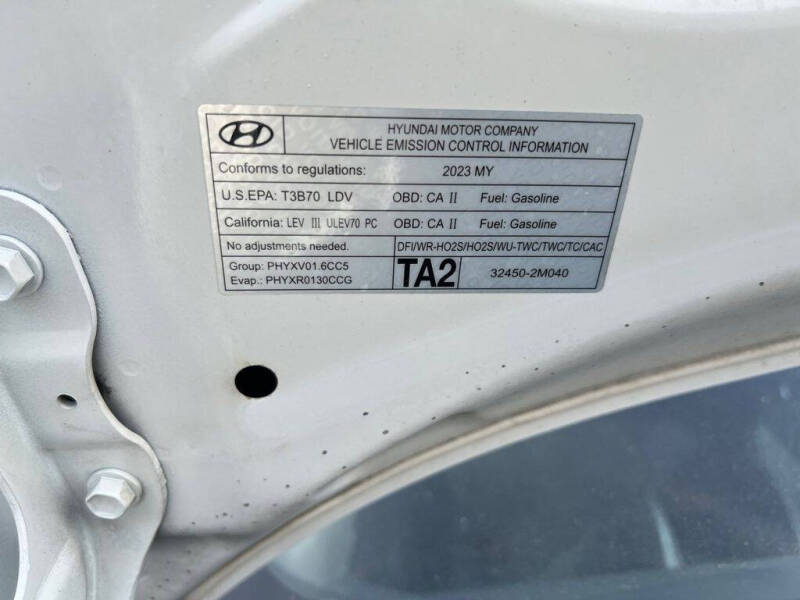 HYUNDAI MOTOR COMPANY
VEHICLE EMISSION CONTROL INFORMATION
Conforms to regulations: 2023 MY
U.S.EPA: T3B70 LDV OBD: CA II Fuel: Gasoline
California: LEV III ULEV70 PC OBD: CA II Fuel: Gasoline
No adjustments needed. DFI/WR-HO2S/HO2S/WU-TWC/TWC/TC/CAC
Group: PHYXV01.6CC5
Evap.: PHYXR0130CCG
TA2 32450-2M040